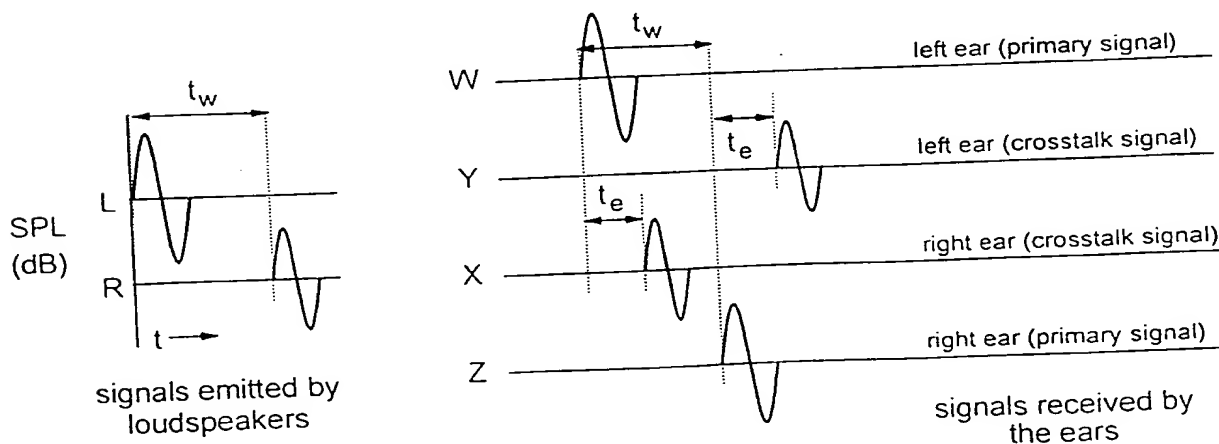 t_w
L
SPL
(dB)
R
t
signals emitted by
loudspeakers
t_w
W
left ear (primary signal)
t_e
Y
left ear (crosstalk signal)
t_e
X
right ear (crosstalk signal)
Z
right ear (primary signal)
signals received by
the ears